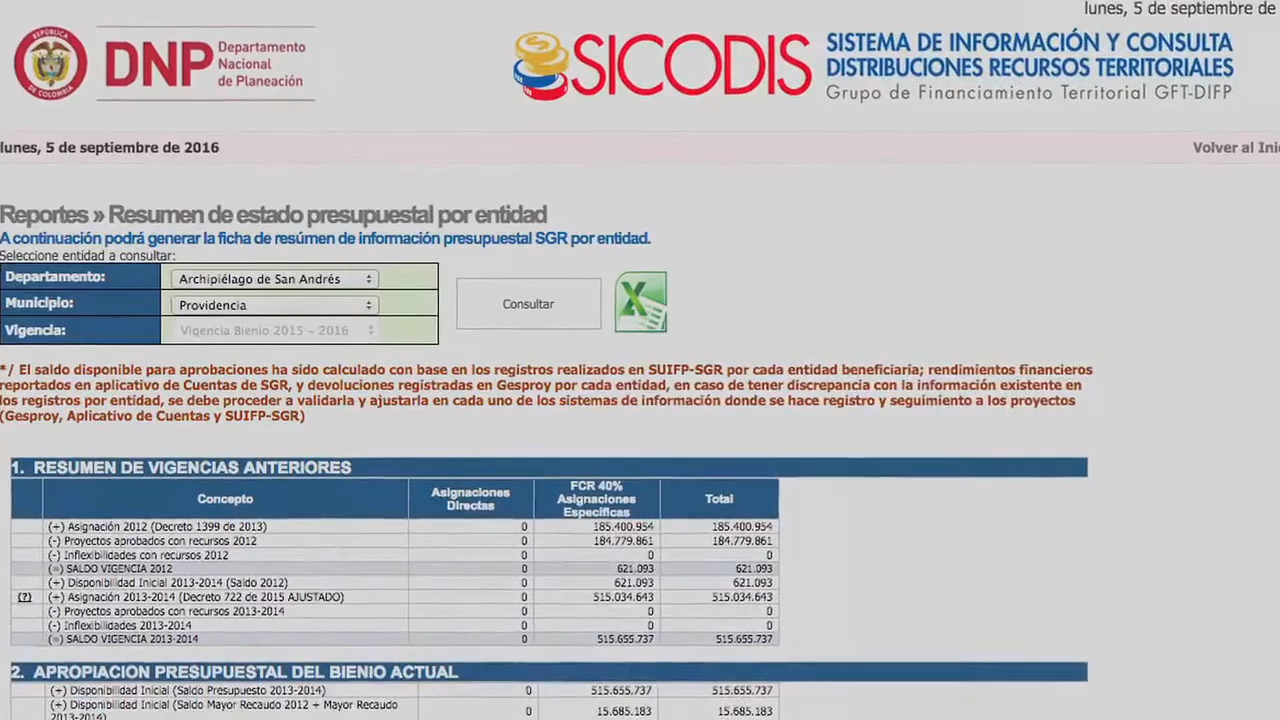 lunes, 5 de septiembre de
REPÚBLICA
DE COLOMBIA
DNP Departamento
Nacional
de Planeación
SICODIS
SISTEMA DE INFORMACIÓN Y CONSULTA
DISTRIBUCIONES RECURSOS TERRITORIALES
Grupo de Financiamiento Territorial GFT-DIFP
lunes, 5 de septiembre de 2016
Volver al Ini
Reportes » Resumen de estado presupuestal por entidad
A continuación podrá generar la ficha de resúmen de información presupuestal SGR por entidad.
Seleccione entidad a consultar:
Departamento: Archipiélago de San Andrés
Municipio: Providencia
Vigencia: Vigencia Bienio 2015 - 2016
Consultar
*/ El saldo disponible para aprobaciones ha sido calculado con base en los registros realizados en SUIFP-SGR por cada entidad beneficiaria; rendimientos financieros
reportados en aplicativo de Cuentas de SGR, y devoluciones registradas en Gesproy por cada entidad, en caso de tener discrepancia con la información existente en
los registros por entidad, se debe proceder a validarla y ajustarla en cada uno de los sistemas de información donde se hace registro y seguimiento a los proyectos
(Gesproy, Aplicativo de Cuentas y SUIFP-SGR)
1. RESUMEN DE VIGENCIAS ANTERIORES
Concepto Asignaciones Directas FCR 40% Asignaciones Específicas Total
(+) Asignación 2012 (Decreto 1399 de 2013) 0 185.400.954 185.400.954
(-) Proyectos aprobados con recursos 2012 0 184.779.861 184.779.861
(-) Inflexibilidades con recursos 2012 0 0 0
(=) SALDO VIGENCIA 2012 0 621.093 621.093
(+) Disponibilidad Inicial 2013-2014 (Saldo 2012) 0 621.093 621.093
(?) (+) Asignación 2013-2014 (Decreto 722 de 2015 AJUSTADO) 0 515.034.643 515.034.643
(-) Proyectos aprobados con recursos 2013-2014 0 0 0
(-) Inflexibilidades 2013-2014 0 0 0
(=) SALDO VIGENCIA 2013-2014 0 515.655.737 515.655.737
2. APROPIACION PRESUPUESTAL DEL BIENIO ACTUAL
(+) Disponibilidad Inicial (Saldo Presupuesto 2013-2014) 0 515.655.737 515.655.737
(+) Disponibilidad Inicial (Saldo Mayor Recaudo 2012 + Mayor Recaudo
2013-2014) 0 15.685.183 15.685.183